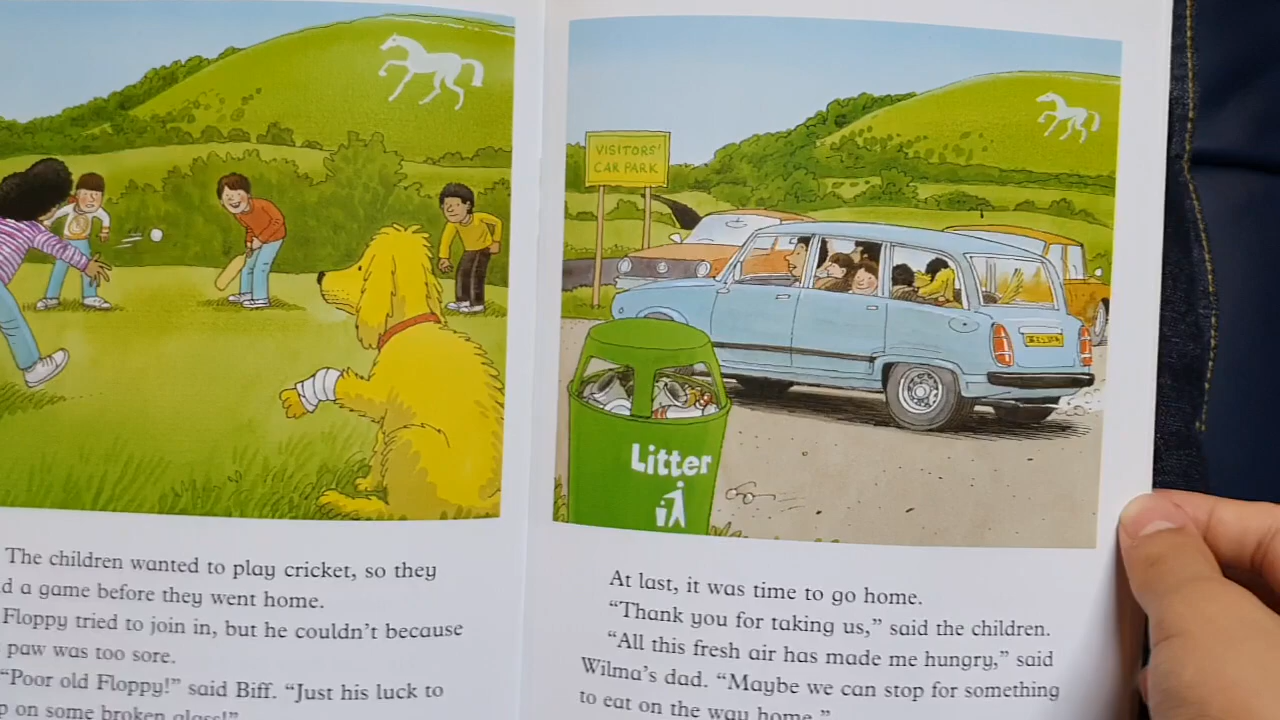 The children wanted to play cricket, so they
d a game before they went home.
Floppy tried to join in, but he couldn't because
paw was too sore.
"Poor old Floppy!" said Biff. "Just his luck to
p on some broken glass!"
VISITORS'
CAR PARK
Litter
At last, it was time to go home.
"Thank you for taking us," said the children.
"All this fresh air has made me hungry," said
Wilma's dad. "Maybe we can stop for something
to eat on the way home."